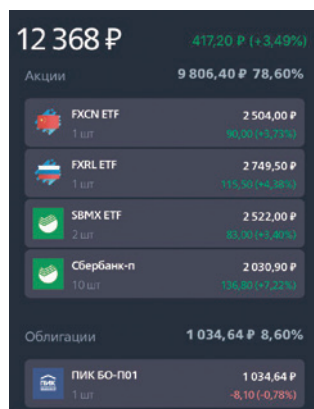 12 368 ₽ 417,20 ₽ (+3,49%)
Акции 9 806,40 ₽ 78,60%
FXCN ETF 2 504,00 ₽
1 шт 90,00 (+3,73%)
FXRL ETF 2 749,50 ₽
1 шт 115,50 (+4,38%)
SBMX ETF 2 522,00 ₽
2 шт 83,00 (+3,40%)
Сбербанк-п 2 030,90 ₽
10 шт 136,80 (+7,22%)
Облигации 1 034,64 ₽ 8,60%
ПИК ПИК БО-П01 1 034,64 ₽
1 шт -8,10 (-0,78%)